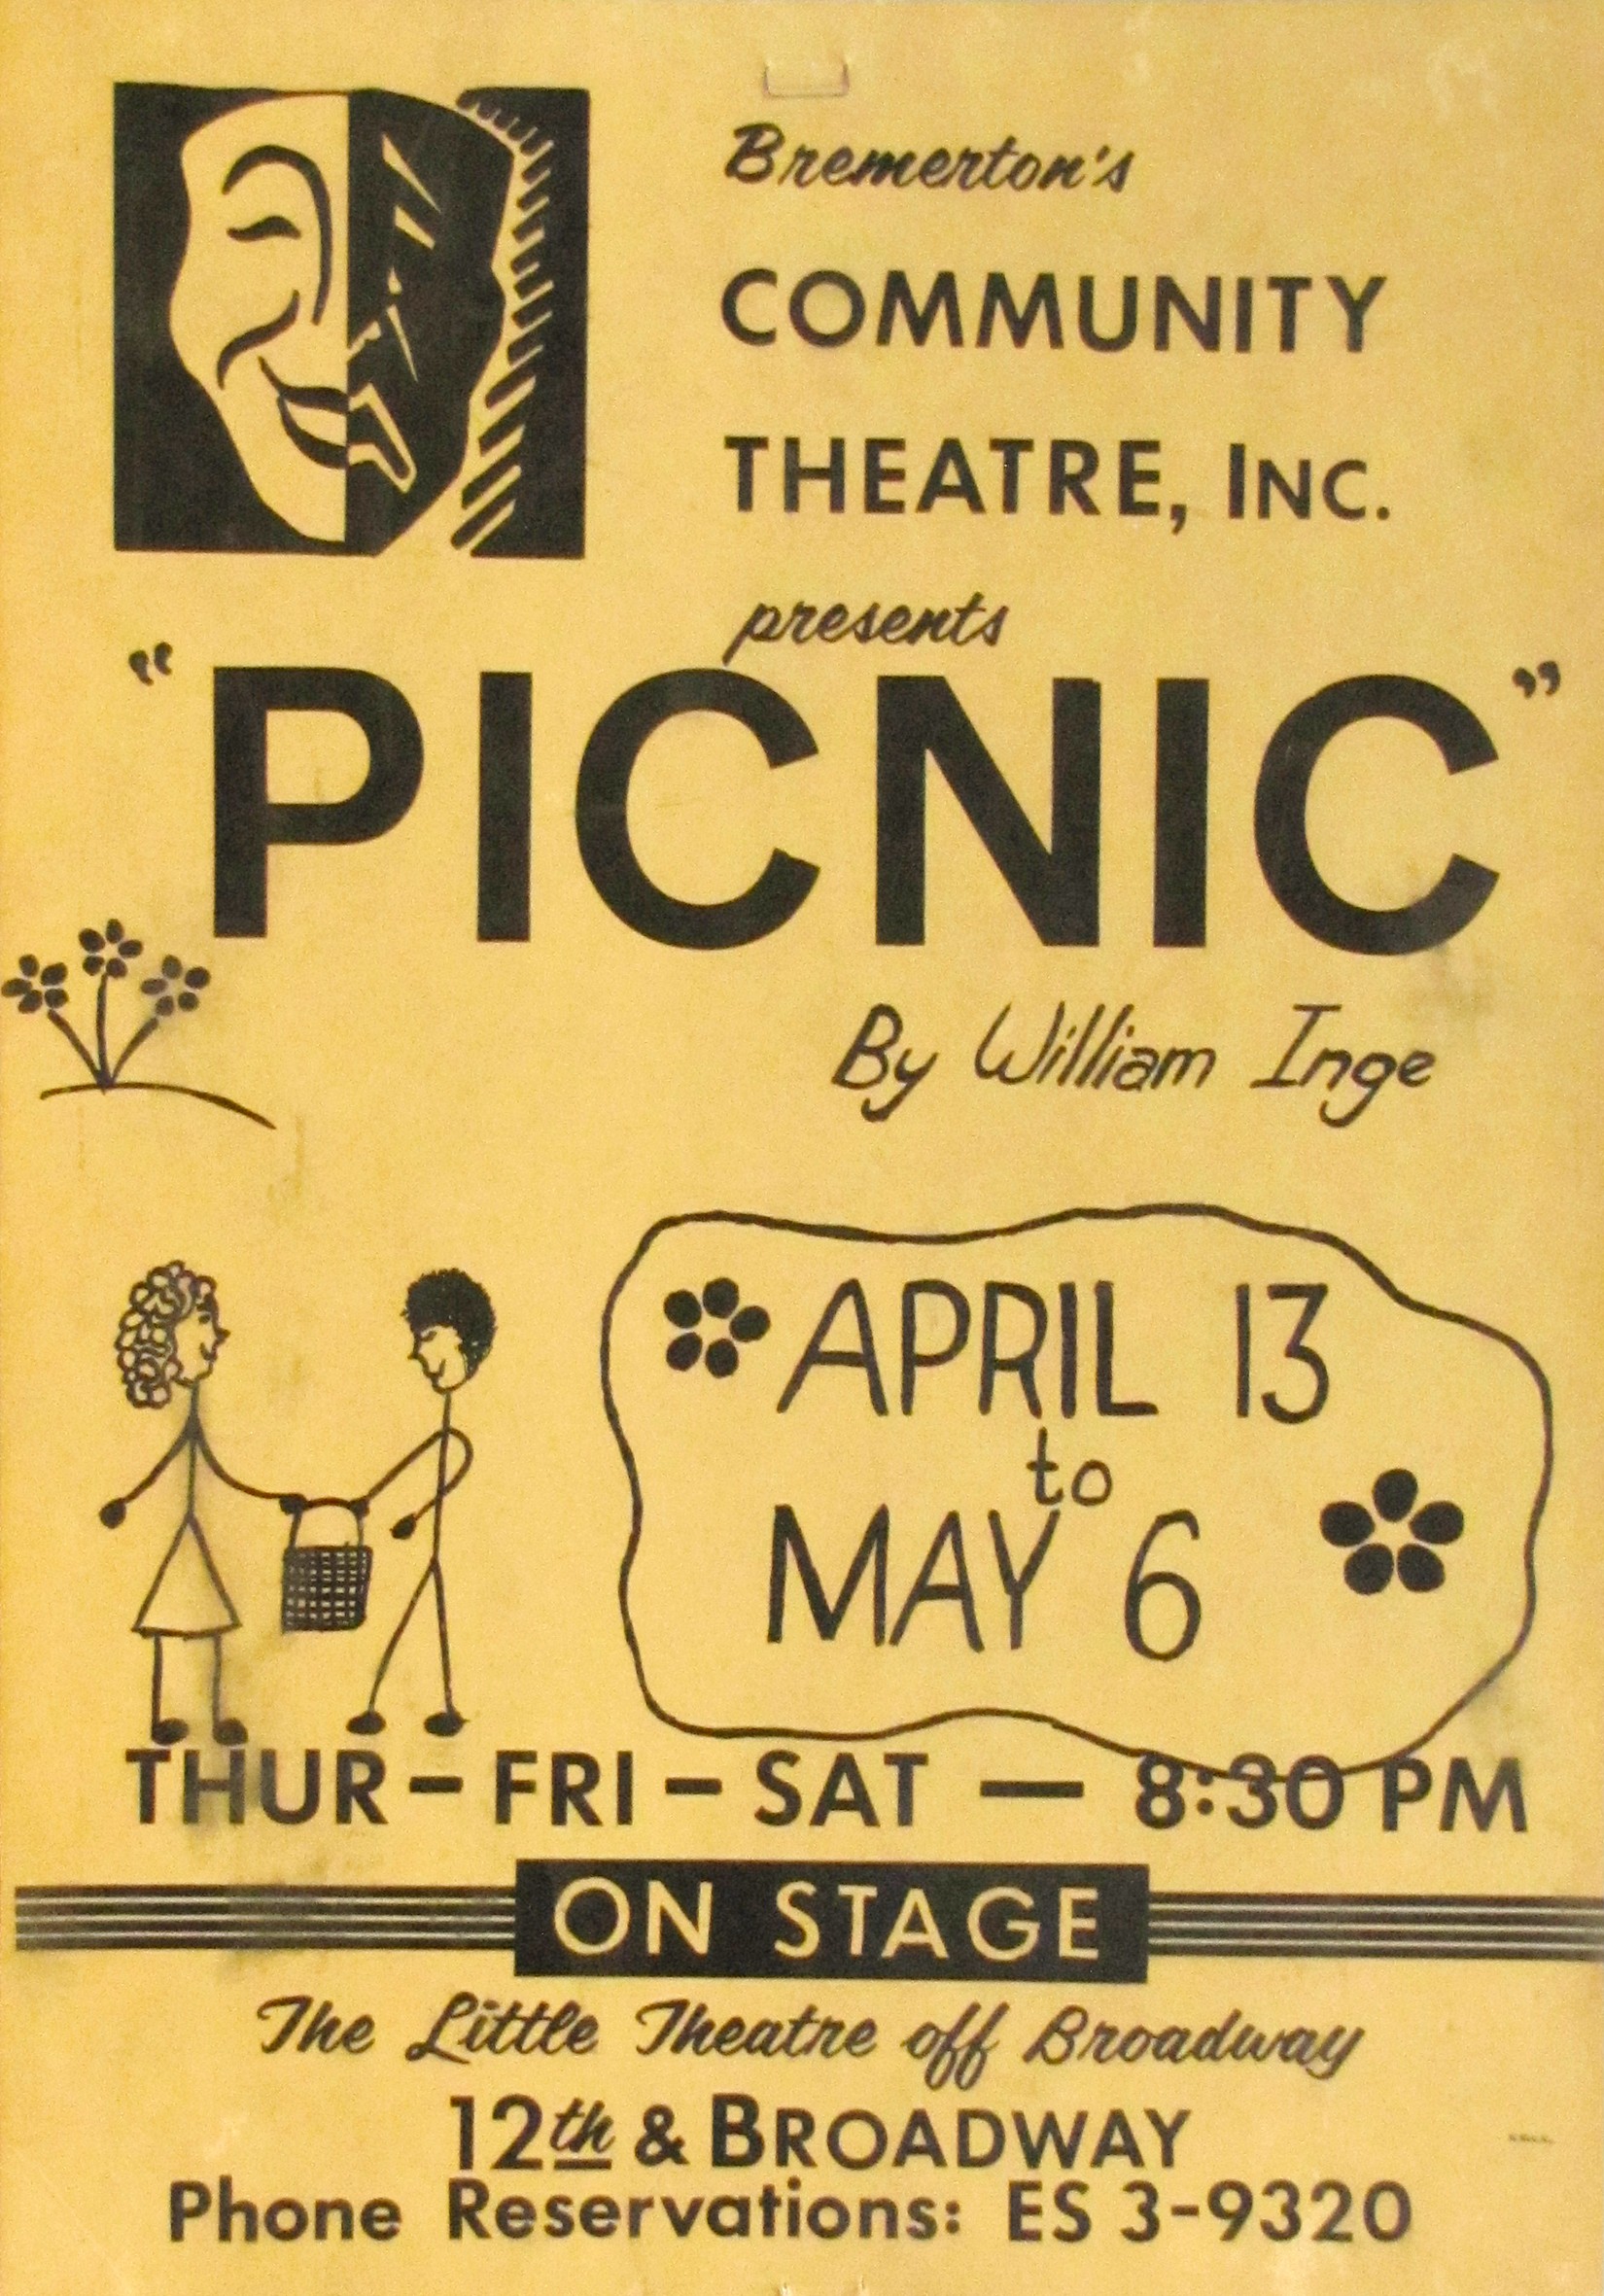 Bremerton's
COMMUNITY
THEATRE, INC.
presents
"PICNIC"
By William Inge
APRIL 13
to
MAY 6
THUR - FRI - SAT — 8:30 PM
ON STAGE
The Little Theatre off Broadway
12th & BROADWAY
Phone Reservations: ES 3-9320